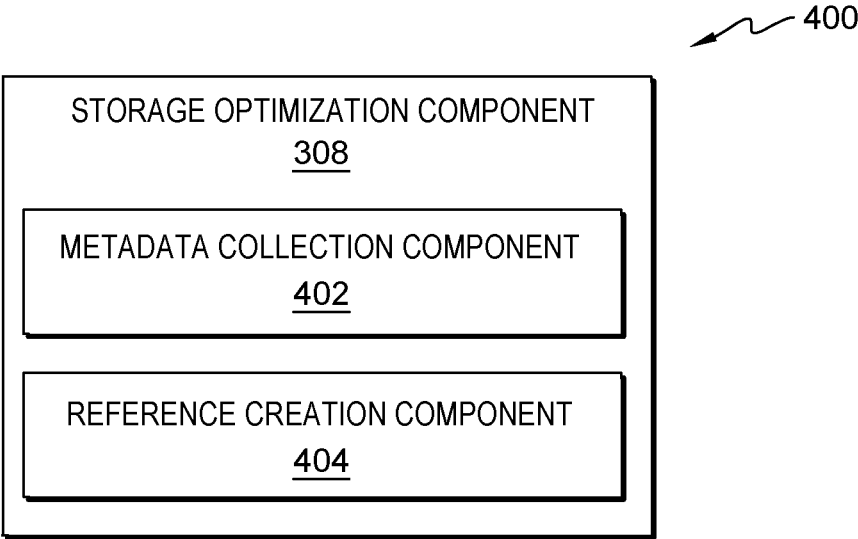 400
STORAGE OPTIMIZATION COMPONENT
308
METADATA COLLECTION COMPONENT
402
REFERENCE CREATION COMPONENT
404